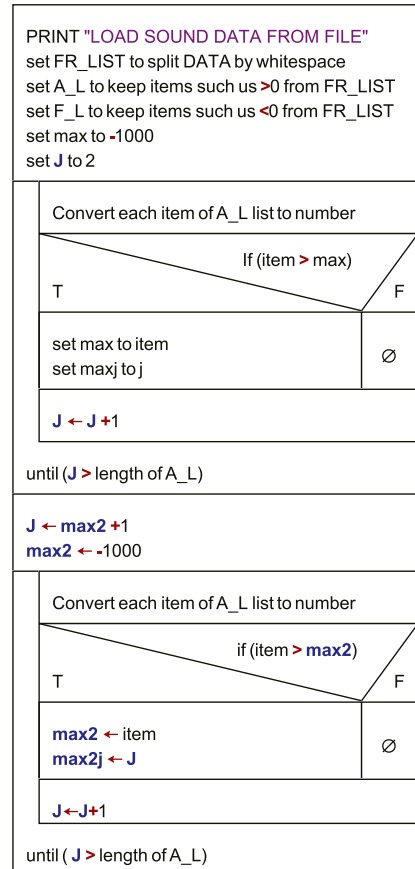 PRINT "LOAD SOUND DATA FROM FILE"
set FR_LIST to split DATA by whitespace
set A_L to keep items such us >0 from FR_LIST
set F_L to keep items such us <0 from FR_LIST
set max to -1000
set J to 2
Convert each item of A_L list to number
If (item > max)
T F
set max to item
set maxj to j
∅
J ← J +1
until (J > length of A_L)
J ← max2 +1
max2 ← -1000
Convert each item of A_L list to number
if (item > max2)
T F
max2 ← item
max2j ← J
∅
J←J+1
until ( J > length of A_L)